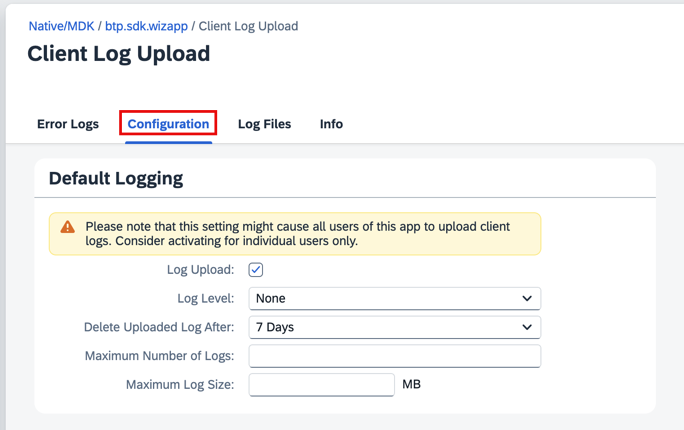 Native/MDK / btp.sdk.wizapp / Client Log Upload
Client Log Upload
Error Logs Configuration Log Files Info
Default Logging
Please note that this setting might cause all users of this app to upload client
logs. Consider activating for individual users only.
Log Upload:
Log Level: None
Delete Uploaded Log After: 7 Days
Maximum Number of Logs:
Maximum Log Size: MB